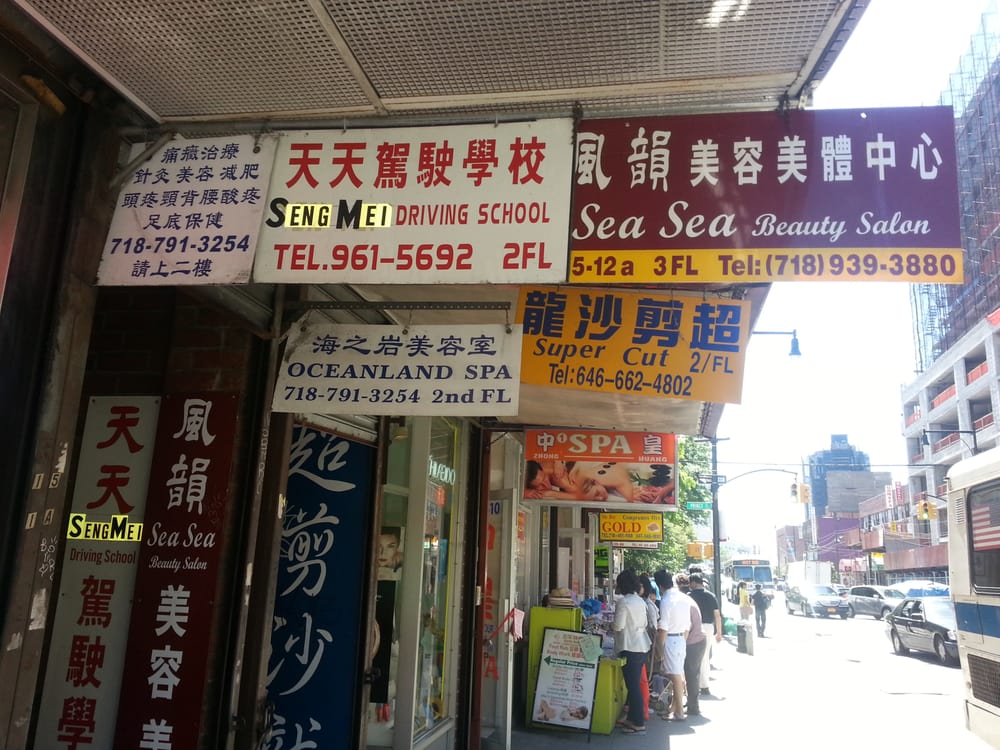 痛癥治療
針灸 美容 減肥
頭疼頸背腰酸疼
足底保健
718-791-3254
請上二樓
天天駕駛學校
SENG MEI DRIVING SCHOOL
TEL.961-5692 2FL
風韻美容美體中心
Sea Sea Beauty Salon
5-12a 3FL Tel:(718)939-3880
海之岩美容室
OCEANLAND SPA
718-791-3254 2nd FL
龍沙剪超
Super Cut 2/FL
Tel:646-662-4802
中 SPA 皇
ZHONG HUANG
GOLD
天天
SENGMEI
Driving School
駕駛學
風韻
Sea Sea
Beauty Salon
美容美
超剪沙龍
SHISEIDO